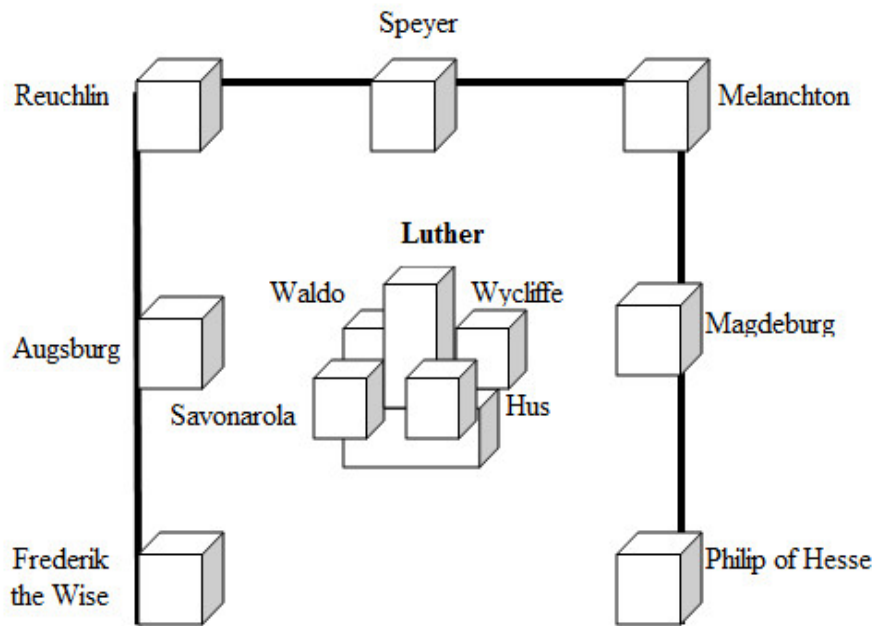 Speyer
Reuchlin
Melanchton
Luther
Waldo
Wycliffe
Augsburg
Magdeburg
Savonarola
Hus
Frederik
the Wise
Philip of Hesse